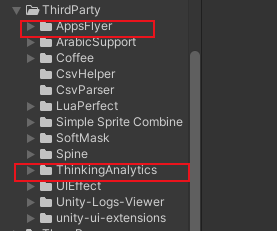 ThirdParty
AppsFlyer
ArabicSupport
Coffee
CsvHelper
CsvParser
LuaPerfect
Simple Sprite Combine
SoftMask
Spine
ThinkingAnalytics
UIEffect
Unity-Logs-Viewer
unity-ui-extensions